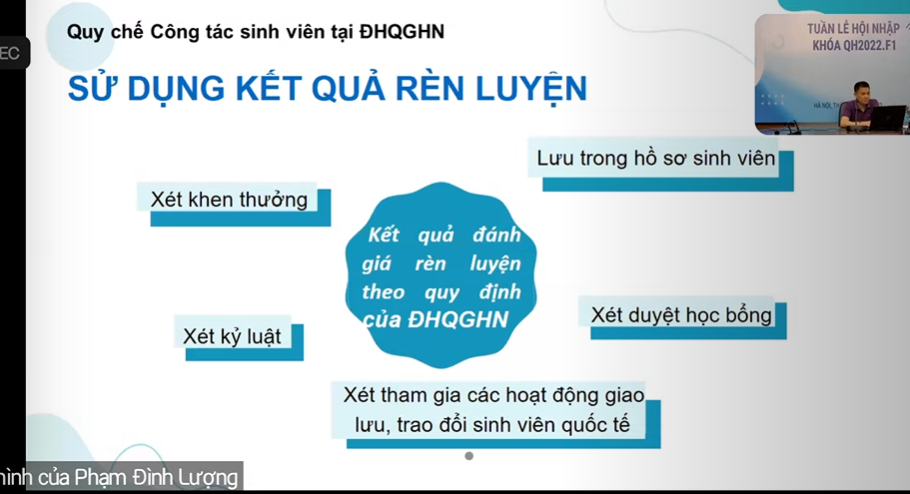 Quy chế Công tác sinh viên tại ĐHQGHN
EC
SỬ DỤNG KẾT QUẢ RÈN LUYỆN
TUẦN LỄ HỘI NHẬP
KHÓA QH2022.F1
HÀ NỘI,
Lưu trong hồ sơ sinh viên
Xét khen thưởng
Kết quả đánh
giá rèn luyện
theo quy định
của ĐHQGHN
Xét duyệt học bổng
Xét kỷ luật
Xét tham gia các hoạt động giao
lưu, trao đổi sinh viên quốc tế
hình của Phạm Đình Lượng